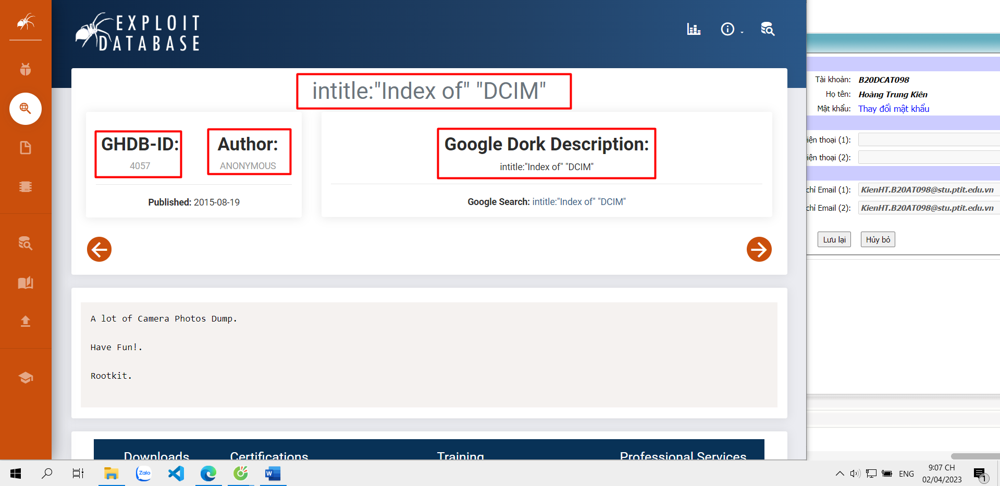 EXPLOIT
DATABASE
intitle:"Index of" "DCIM"
GHDB-ID:
4057
Author:
ANONYMOUS
Published: 2015-08-19
Google Dork Description:
intitle:"Index of" "DCIM"
Google Search: intitle:"Index of" "DCIM"
A lot of Camera Photos Dump.
Have Fun!.
Rootkit.
Downloads
Certifications
Training
Professional Services
Tài khoản: B20DCAT098
Họ tên: Hoàng Trung Kiên
Mật khẩu: Thay đổi mật khẩu
iện thoại (1):
iện thoại (2):
chỉ Email (1): KienHT.B20AT098@stu.ptit.edu.vn
chỉ Email (2): KienHT.B20AT098@stu.ptit.edu.vn
Lưu lại Hủy bỏ
Zalo
W
ENG
9:07 CH
02/04/2023
1